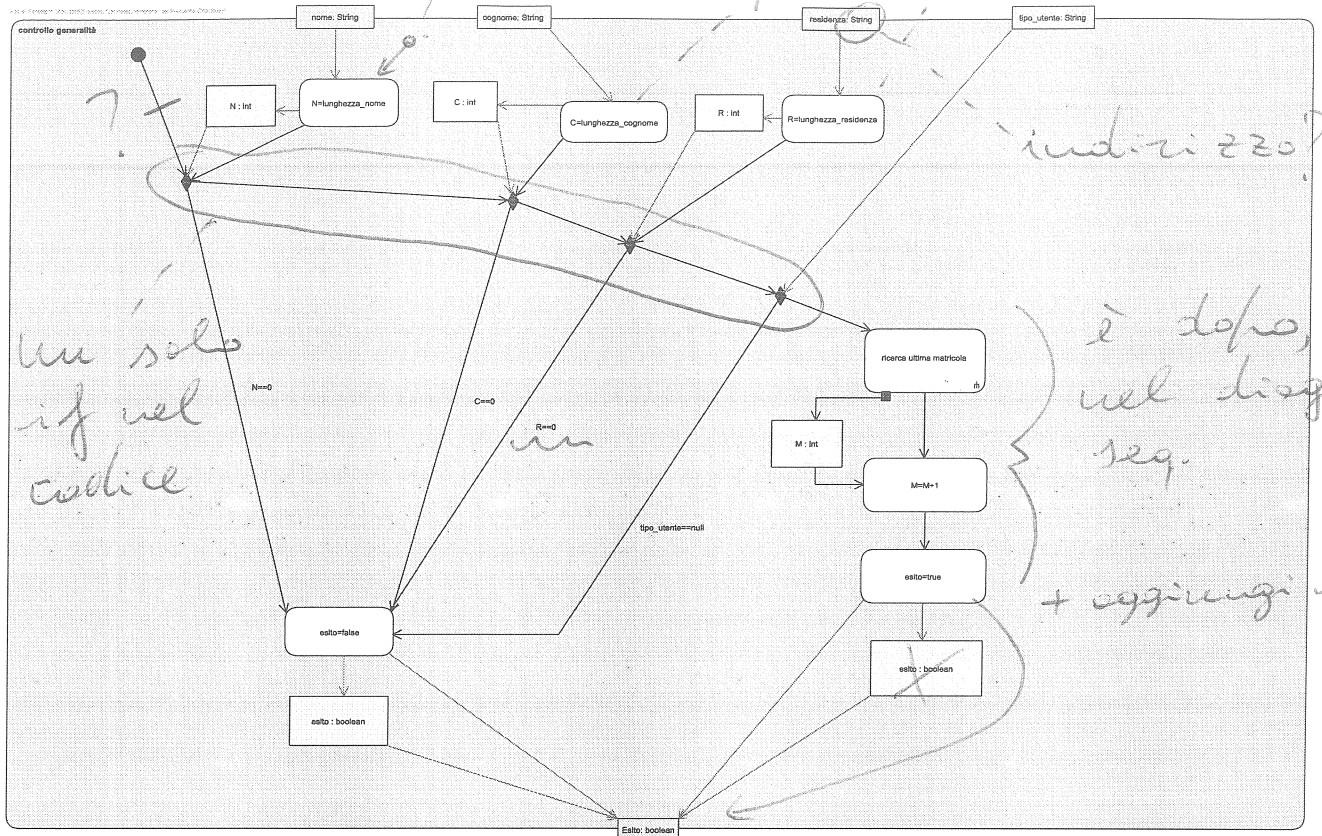 controllo generalità
nome: String
cognome: String
residenza: String
tipo_utente: String
N : int
N=lunghezza_nome
C : int
C=lunghezza_cognome
R : int
R=lunghezza_residenza
?
indirizzo?
un solo
if nel
codice
N==0
C==0
R==0
tipo_utente==null
ricerca ultima matricola
M : int
M=M+1
esito=true
esito : boolean
è dopo,
nel diag
seq.
+ aggiungi
esito=false
esito : boolean
Esito: boolean